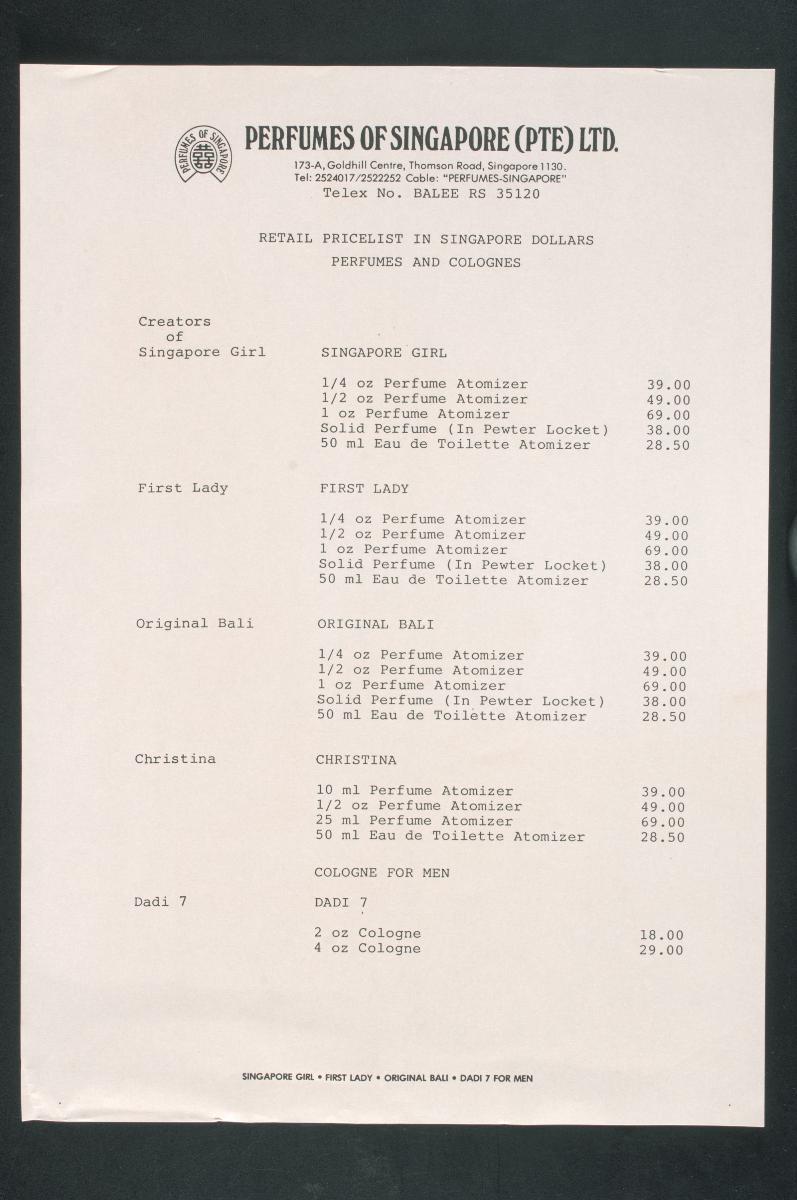 PERFUMES OF SINGAPORE
囍
PERFUMES OF SINGAPORE (PTE) LTD.
173-A, Goldhill Centre, Thomson Road, Singapore 1130.
Tel: 2524017/2522252 Cable: "PERFUMES-SINGAPORE"
Telex No. BALEE RS 35120
RETAIL PRICELIST IN SINGAPORE DOLLARS
PERFUMES AND COLOGNES
Creators
of
Singapore Girl SINGAPORE GIRL
1/4 oz Perfume Atomizer 39.00
1/2 oz Perfume Atomizer 49.00
1 oz Perfume Atomizer 69.00
Solid Perfume (In Pewter Locket) 38.00
50 ml Eau de Toilette Atomizer 28.50
First Lady FIRST LADY
1/4 oz Perfume Atomizer 39.00
1/2 oz Perfume Atomizer 49.00
1 oz Perfume Atomizer 69.00
Solid Perfume (In Pewter Locket) 38.00
50 ml Eau de Toilette Atomizer 28.50
Original Bali ORIGINAL BALI
1/4 oz Perfume Atomizer 39.00
1/2 oz Perfume Atomizer 49.00
1 oz Perfume Atomizer 69.00
Solid Perfume (In Pewter Locket) 38.00
50 ml Eau de Toilette Atomizer 28.50
Christina CHRISTINA
10 ml Perfume Atomizer 39.00
1/2 oz Perfume Atomizer 49.00
25 ml Perfume Atomizer 69.00
50 ml Eau de Toilette Atomizer 28.50
COLOGNE FOR MEN
Dadi 7 DADI 7
2 oz Cologne 18.00
4 oz Cologne 29.00
SINGAPORE GIRL • FIRST LADY • ORIGINAL BALI • DADI 7 FOR MEN